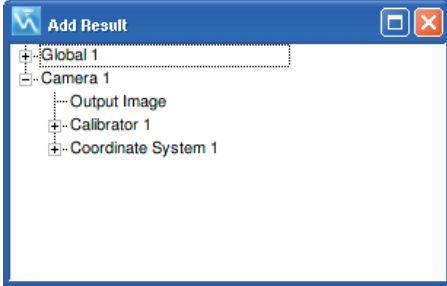 Add Result
Global 1
Camera 1
Output Image
Calibrator 1
Coordinate System 1